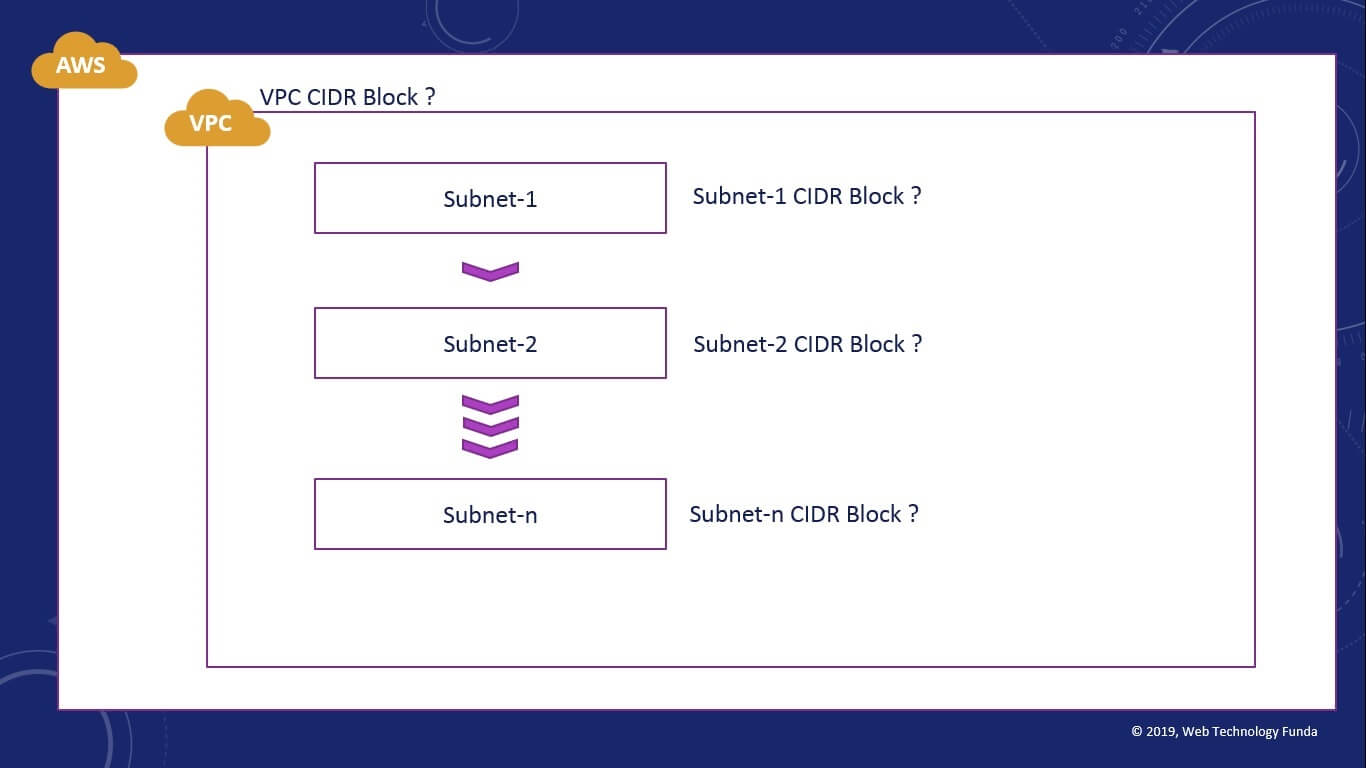 AWS
VPC
VPC CIDR Block ?
Subnet-1
Subnet-1 CIDR Block ?
Subnet-2
Subnet-2 CIDR Block ?
Subnet-n
Subnet-n CIDR Block ?
© 2019, Web Technology Funda